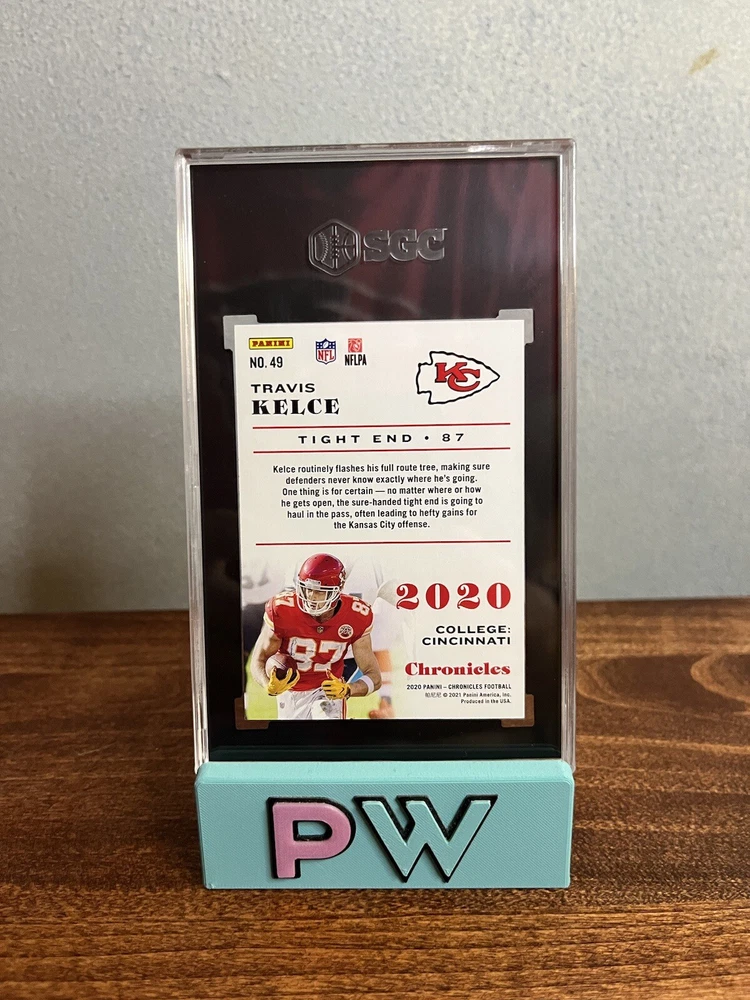 SGC
PANINI
NO. 49
NFL
NFLPA
KC
TRAVIS
KELCE
TIGHT END • 87
Kelce routinely flashes his full route tree, making sure
defenders never know exactly where he's going.
One thing is for certain — no matter where or how
he gets open, the sure-handed tight end is going to
haul in the pass, often leading to hefty gains for
the Kansas City offense.
87
87
2020
COLLEGE:
CINCINNATI
Chronicles
2020 PANINI – CHRONICLES FOOTBALL
帕尼尼 © 2021 Panini America, Inc.
Produced in the USA.
PW